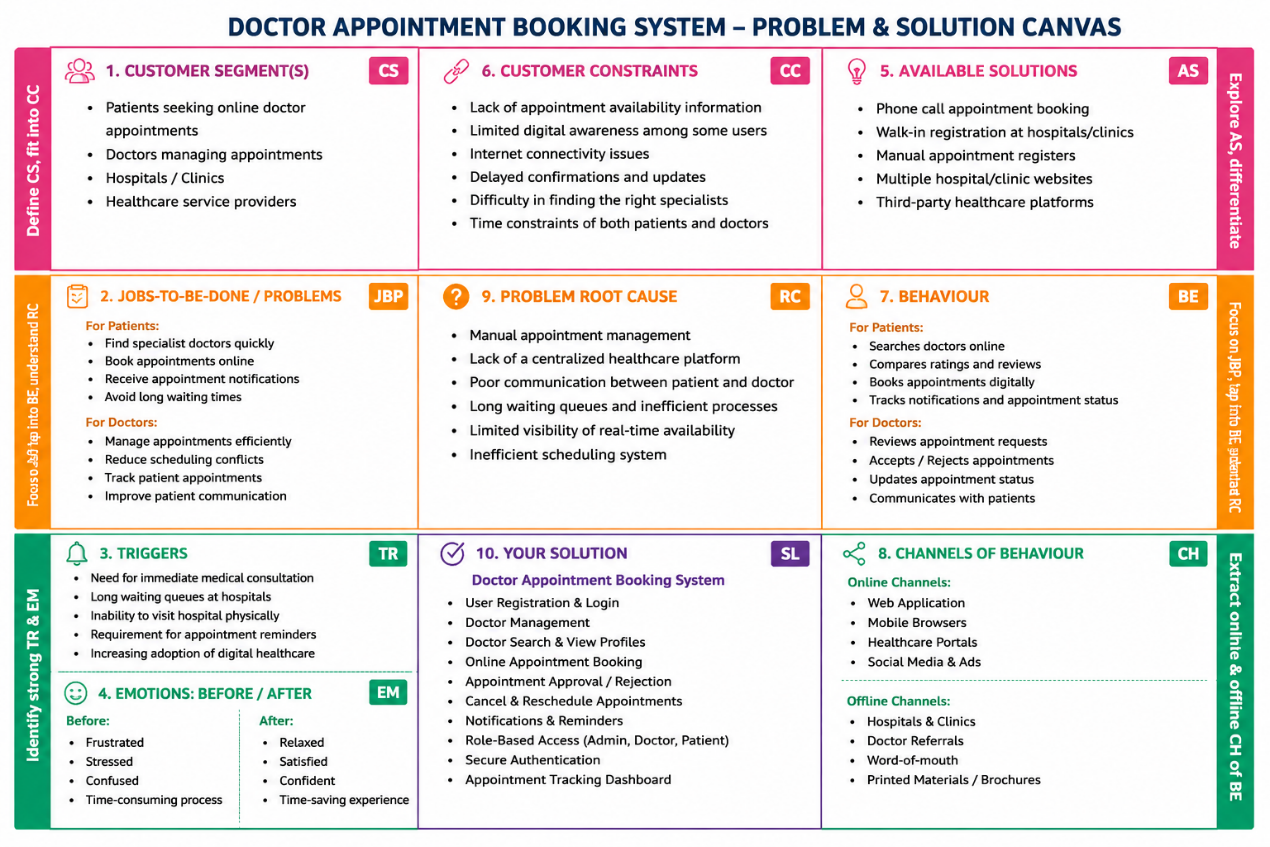 DOCTOR APPOINTMENT BOOKING SYSTEM – PROBLEM & SOLUTION CANVAS
Define CS, fit into CC
1. CUSTOMER SEGMENT(S)
CS
• Patients seeking online doctor
appointments
• Doctors managing appointments
• Hospitals / Clinics
• Healthcare service providers
6. CUSTOMER CONSTRAINTS
CC
• Lack of appointment availability information
• Limited digital awareness among some users
• Internet connectivity issues
• Delayed confirmations and updates
• Difficulty in finding the right specialists
• Time constraints of both patients and doctors
5. AVAILABLE SOLUTIONS
AS
• Phone call appointment booking
• Walk-in registration at hospitals/clinics
• Manual appointment registers
• Multiple hospital/clinic websites
• Third-party healthcare platforms
Explore AS, differentiate
into BE, understand RC
2. JOBS-TO-BE-DONE / PROBLEMS
JBP
For Patients:
• Find specialist doctors quickly
• Book appointments online
• Receive appointment notifications
• Avoid long waiting times
For Doctors:
• Manage appointments efficiently
• Reduce scheduling conflicts
• Track patient appointments
• Improve patient communication
9. PROBLEM ROOT CAUSE
RC
• Manual appointment management
• Lack of a centralized healthcare platform
• Poor communication between patient and doctor
• Long waiting queues and inefficient processes
• Limited visibility of real-time availability
• Inefficient scheduling system
7. BEHAVIOUR
BE
For Patients:
• Searches doctors online
• Compares ratings and reviews
• Books appointments digitally
• Tracks notifications and appointment status
For Doctors:
• Reviews appointment requests
• Accepts / Rejects appointments
• Updates appointment status
• Communicates with patients
Focus on JBP, tap into BE, RC
Identify strong TR & EM
3. TRIGGERS
TR
• Need for immediate medical consultation
• Long waiting queues at hospitals
• Inability to visit hospital physically
• Requirement for appointment reminders
• Increasing adoption of digital healthcare
4. EMOTIONS: BEFORE / AFTER
EM
Before:
• Frustrated
• Stressed
• Confused
• Time-consuming process
After:
• Relaxed
• Satisfied
• Confident
• Time-saving experience
10. YOUR SOLUTION
SL
Doctor Appointment Booking System
• User Registration & Login
• Doctor Management
• Doctor Search & View Profiles
• Online Appointment Booking
• Appointment Approval / Rejection
• Cancel & Reschedule Appointments
• Notifications & Reminders
• Role-Based Access (Admin, Doctor, Patient)
• Secure Authentication
• Appointment Tracking Dashboard
8. CHANNELS OF BEHAVIOUR
CH
Online Channels:
• Web Application
• Mobile Browsers
• Healthcare Portals
• Social Media & Ads
Offline Channels:
• Hospitals & Clinics
• Doctor Referrals
• Word-of-mouth
• Printed Materials / Brochures
Extract & offline CH of BE